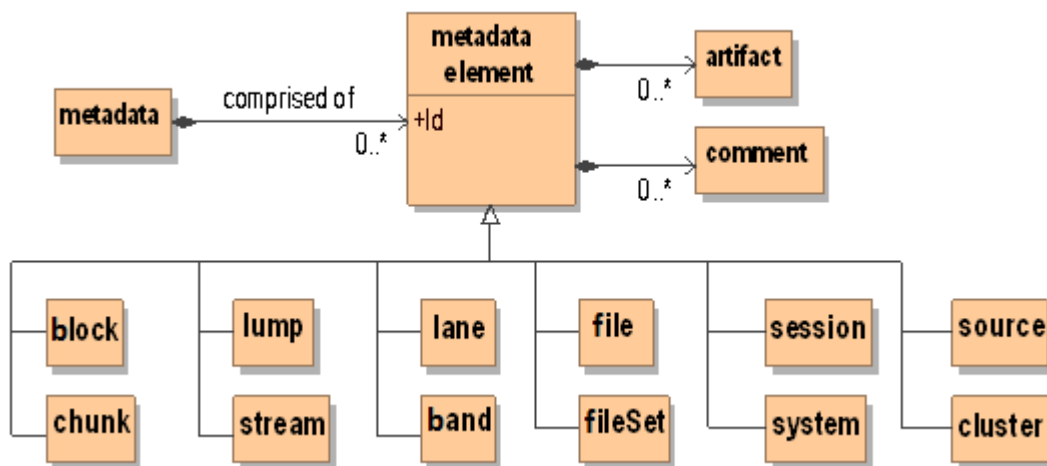 metadata
element
+Id
artifact
0..*
metadata
comprised of
0..*
comment
0..*
block
lump
lane
file
session
source
chunk
stream
band
fileSet
system
cluster